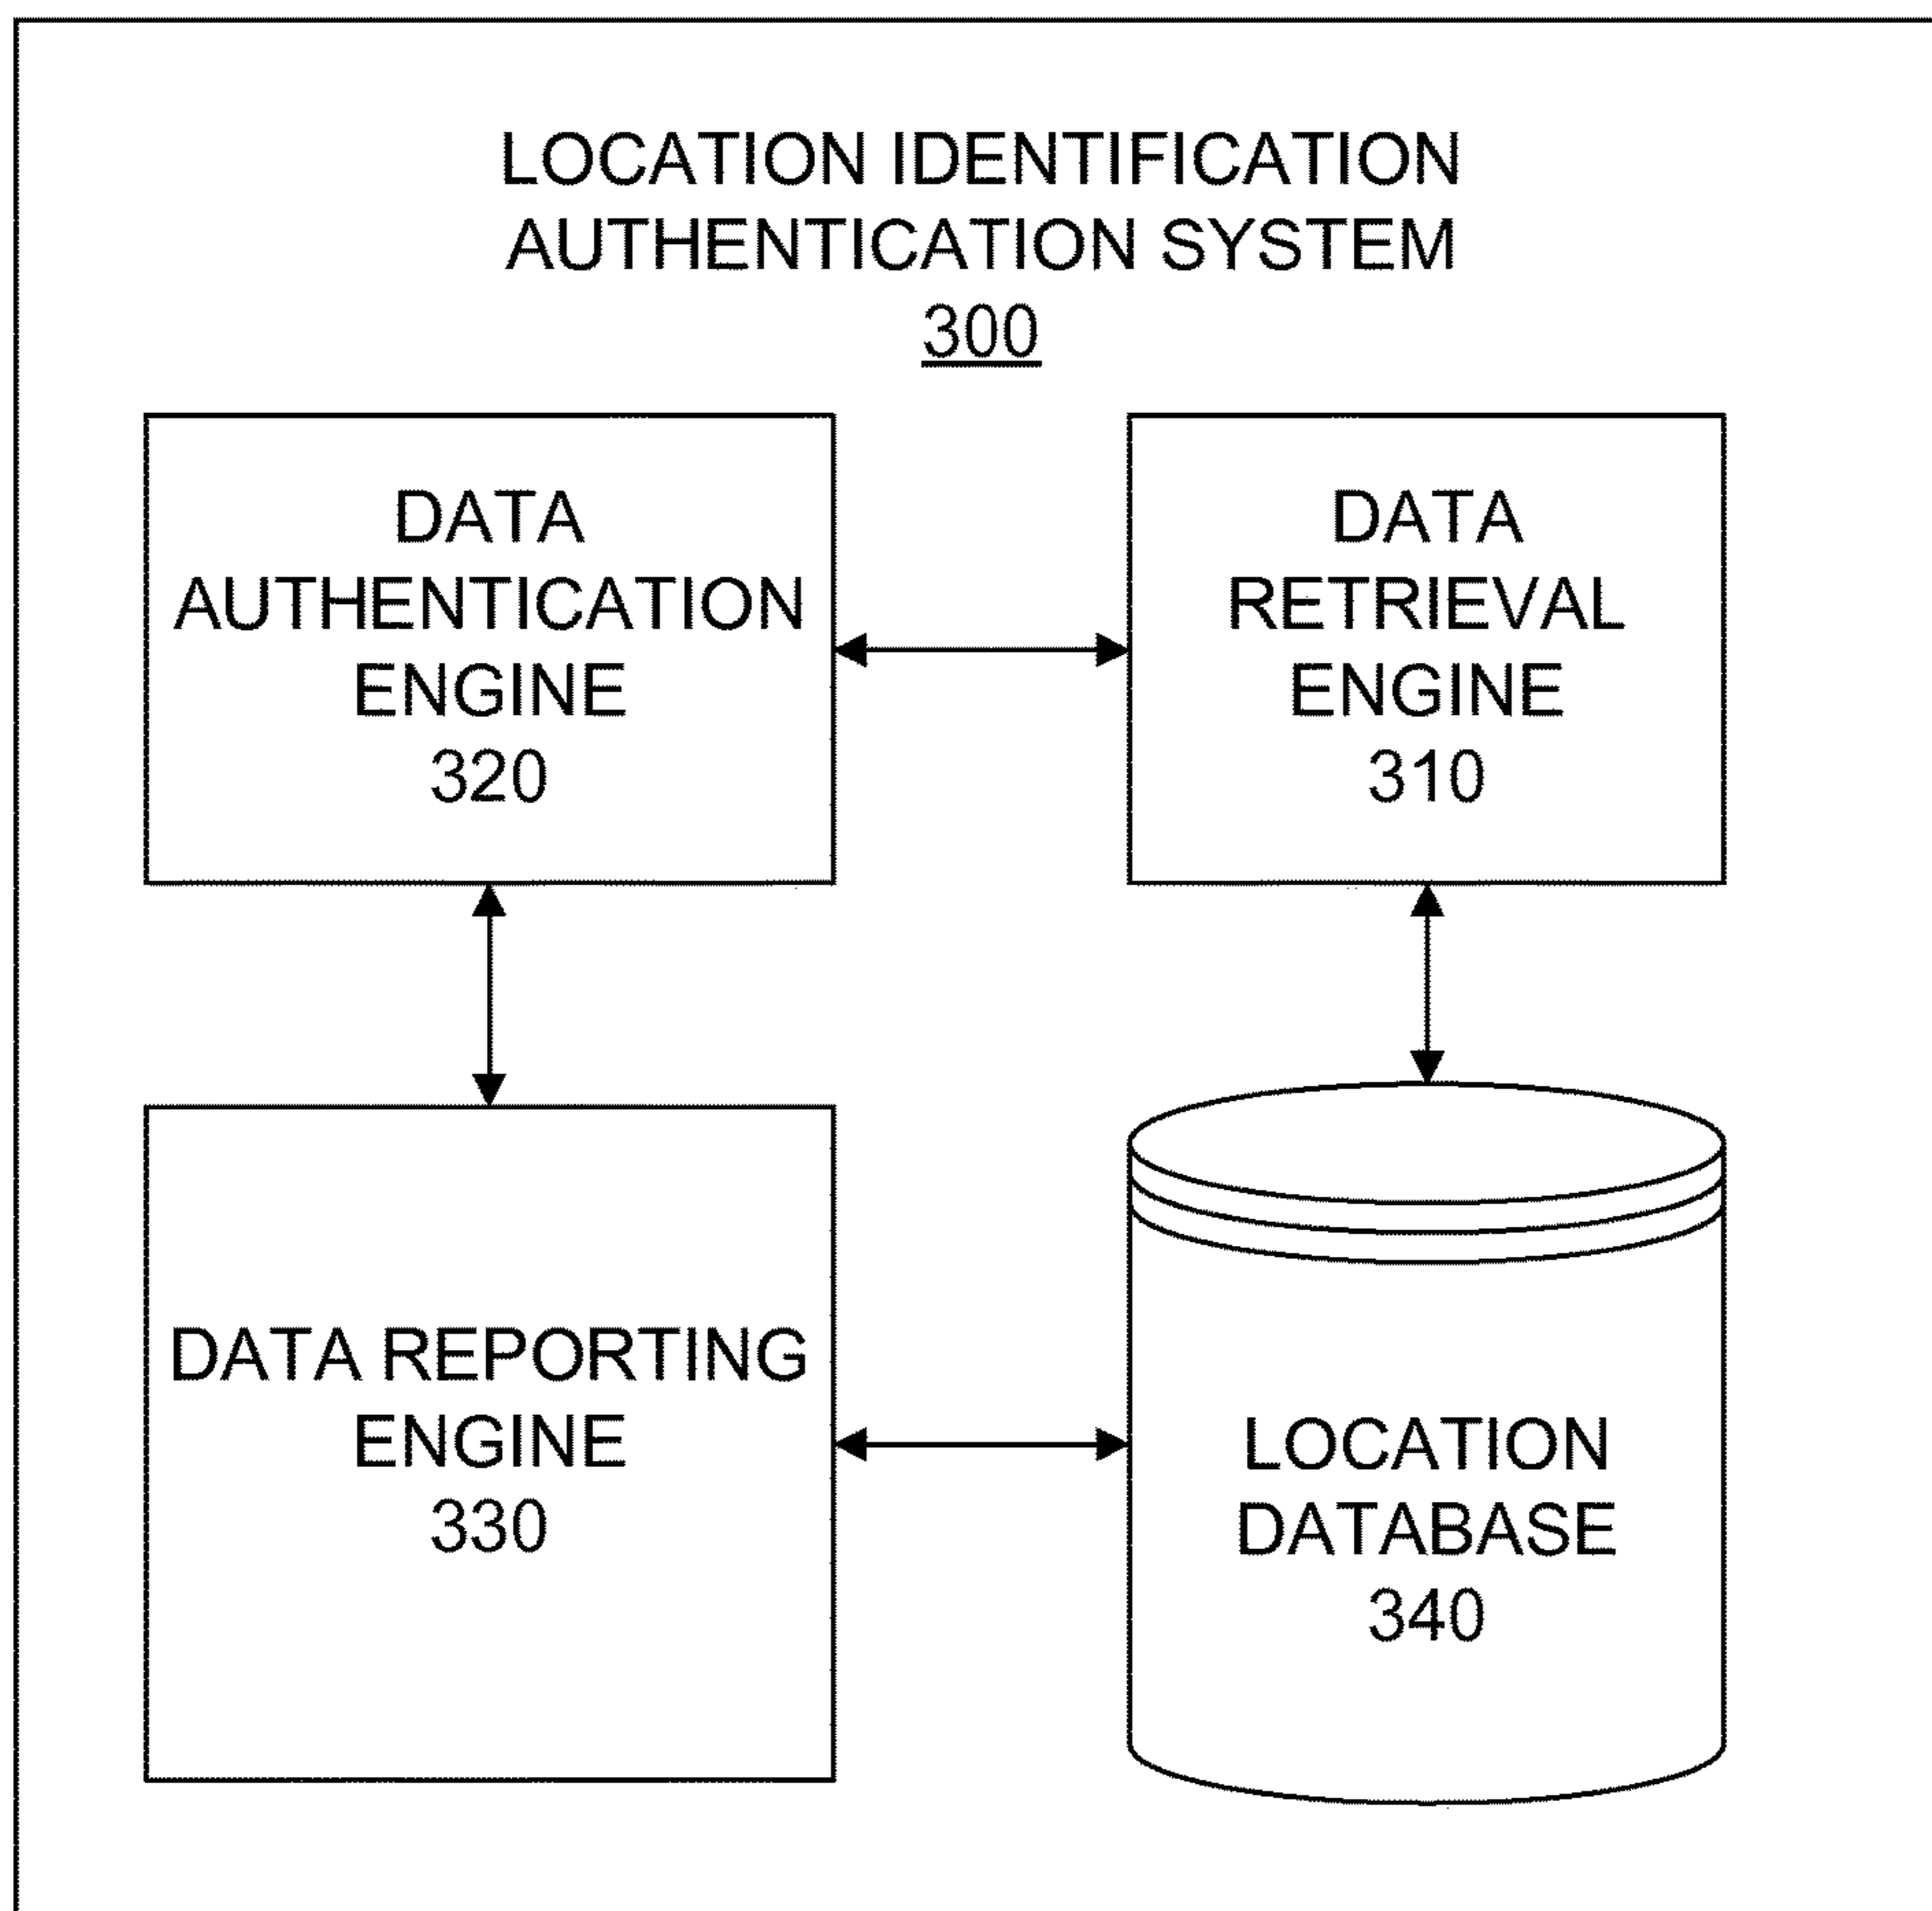 LOCATION IDENTIFICATION
AUTHENTICATION SYSTEM
300
DATA
AUTHENTICATION
ENGINE
320
DATA
RETRIEVAL
ENGINE
310
DATA REPORTING
ENGINE
330
LOCATION
DATABASE
340